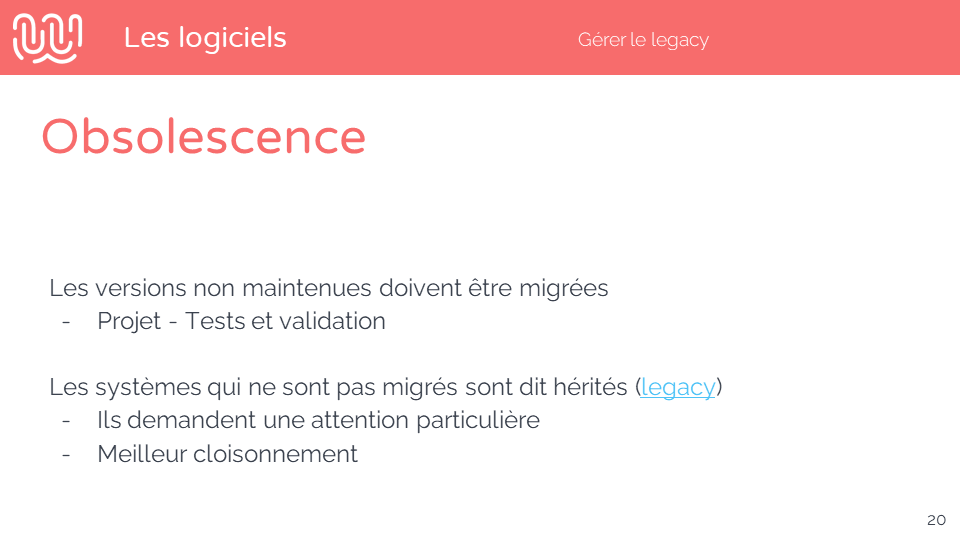 Les logiciels
Gérer le legacy
Obsolescence
Les versions non maintenues doivent être migrées
- Projet - Tests et validation
Les systèmes qui ne sont pas migrés sont dit hérités (legacy)
- Ils demandent une attention particulière
- Meilleur cloisonnement
20